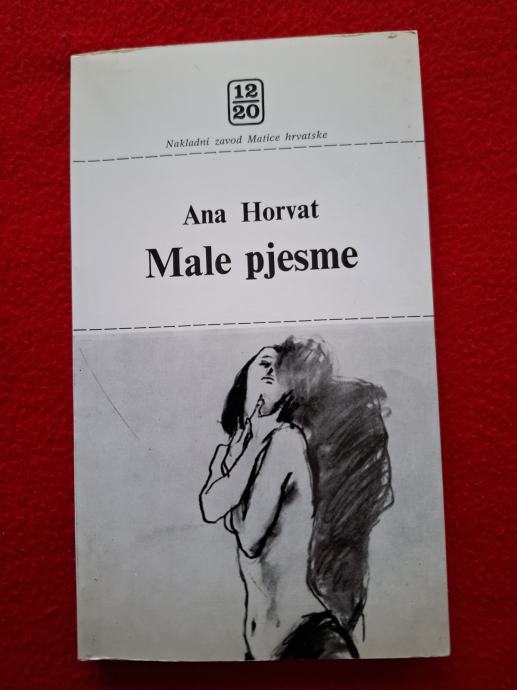 12
20
Nakladni zavod Matice hrvatske
Ana Horvat
Male pjesme